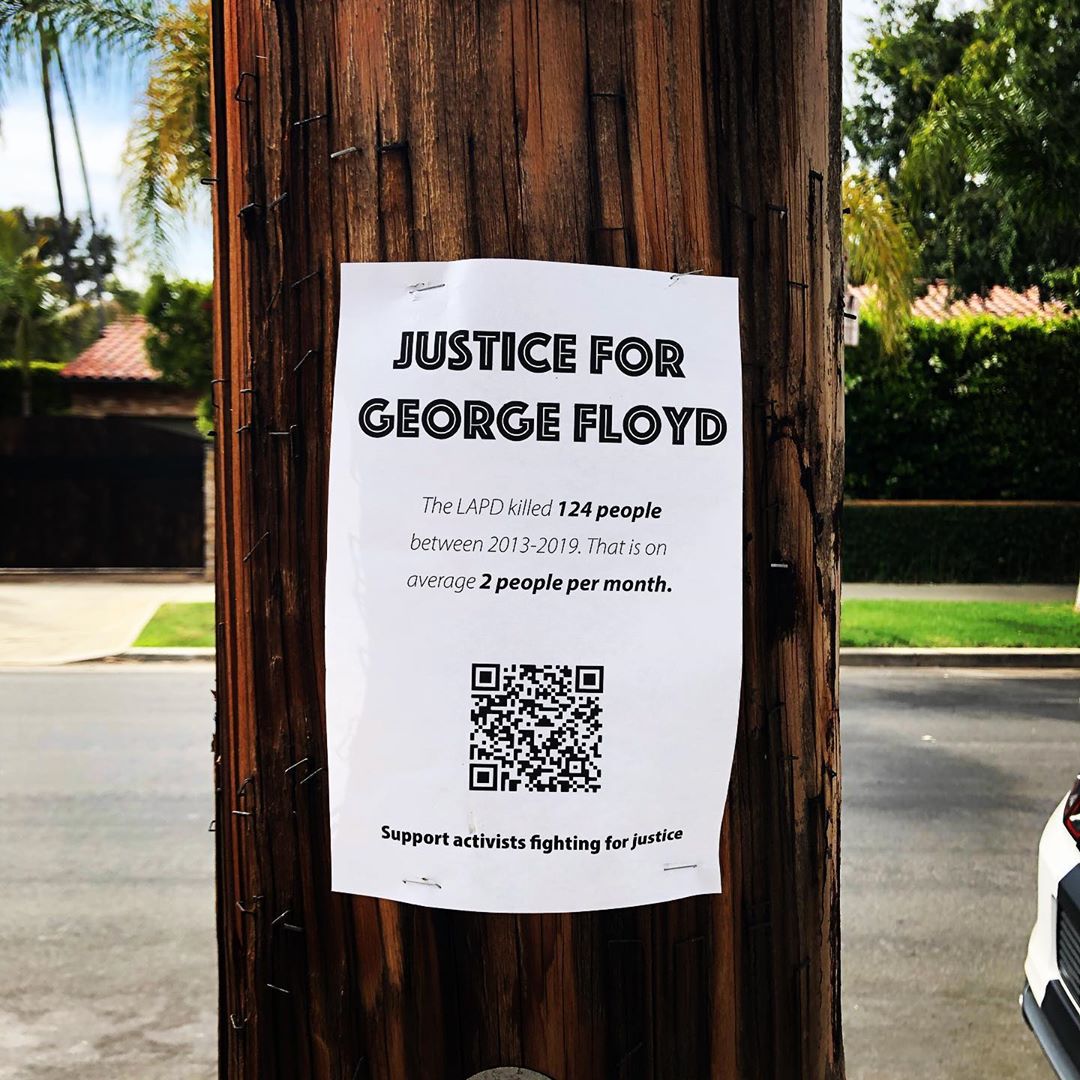 JUSTICE FOR
GEORGE FLOYD
The LAPD killed 124 people
between 2013-2019. That is on
average 2 people per month.
Support activists fighting for justice